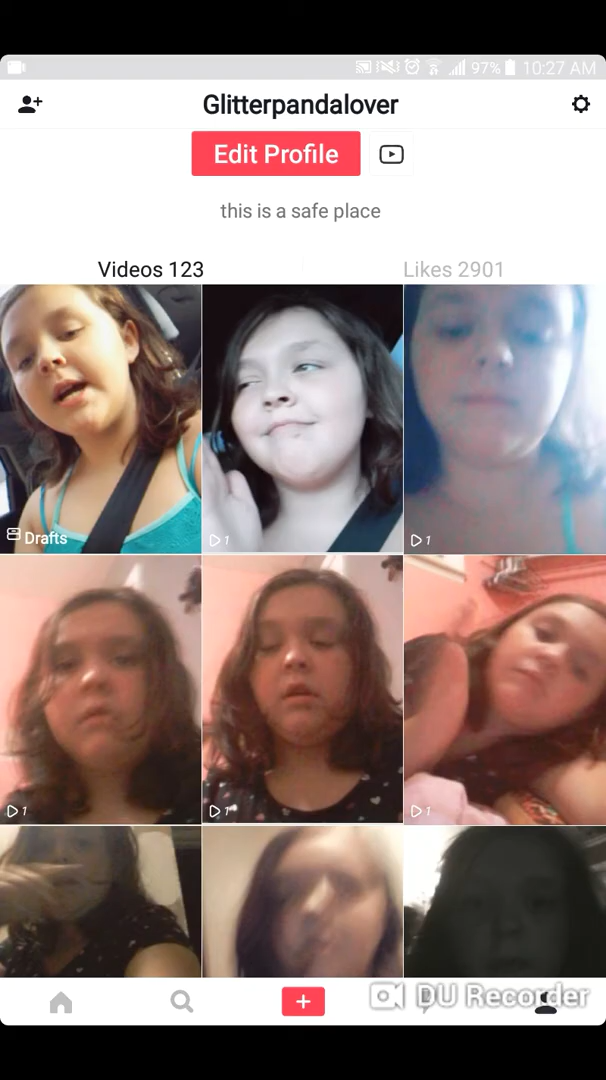 97% 10:27 AM
Glitterpandalover
Edit Profile
this is a safe place
Videos 123
Likes 2901
Drafts
1
1
1
1
1
DU Recorder